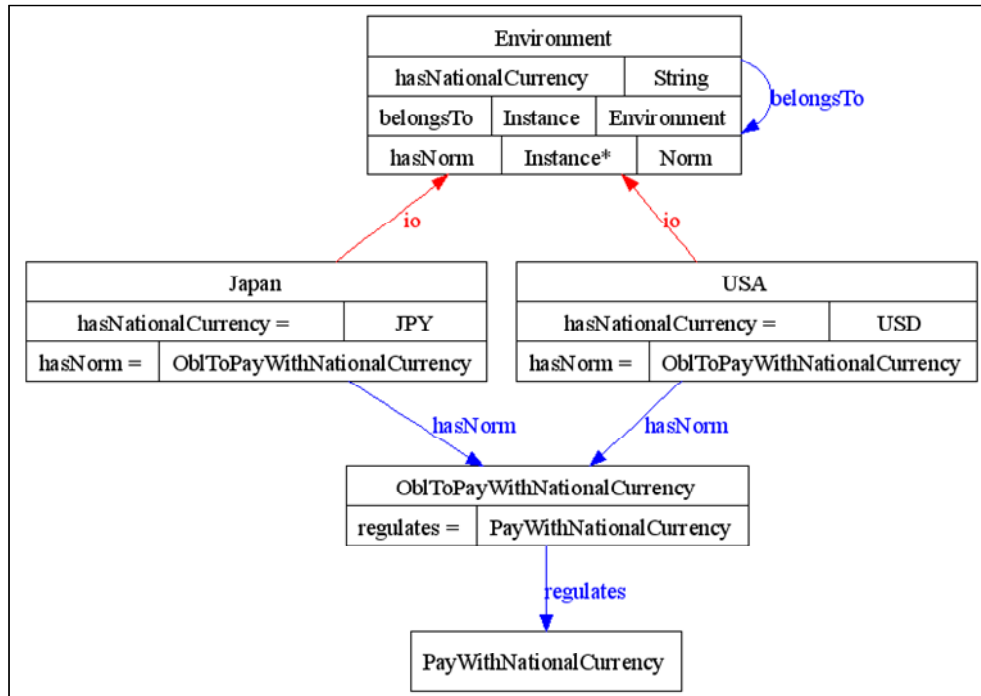 Environment
hasNationalCurrency String
belongsTo
belongsTo Instance Environment
hasNorm Instance* Norm
io io
Japan USA
hasNationalCurrency = JPY hasNationalCurrency = USD
hasNorm = OblToPayWithNationalCurrency hasNorm = OblToPayWithNationalCurrency
hasNorm hasNorm
OblToPayWithNationalCurrency
regulates = PayWithNationalCurrency
regulates
PayWithNationalCurrency